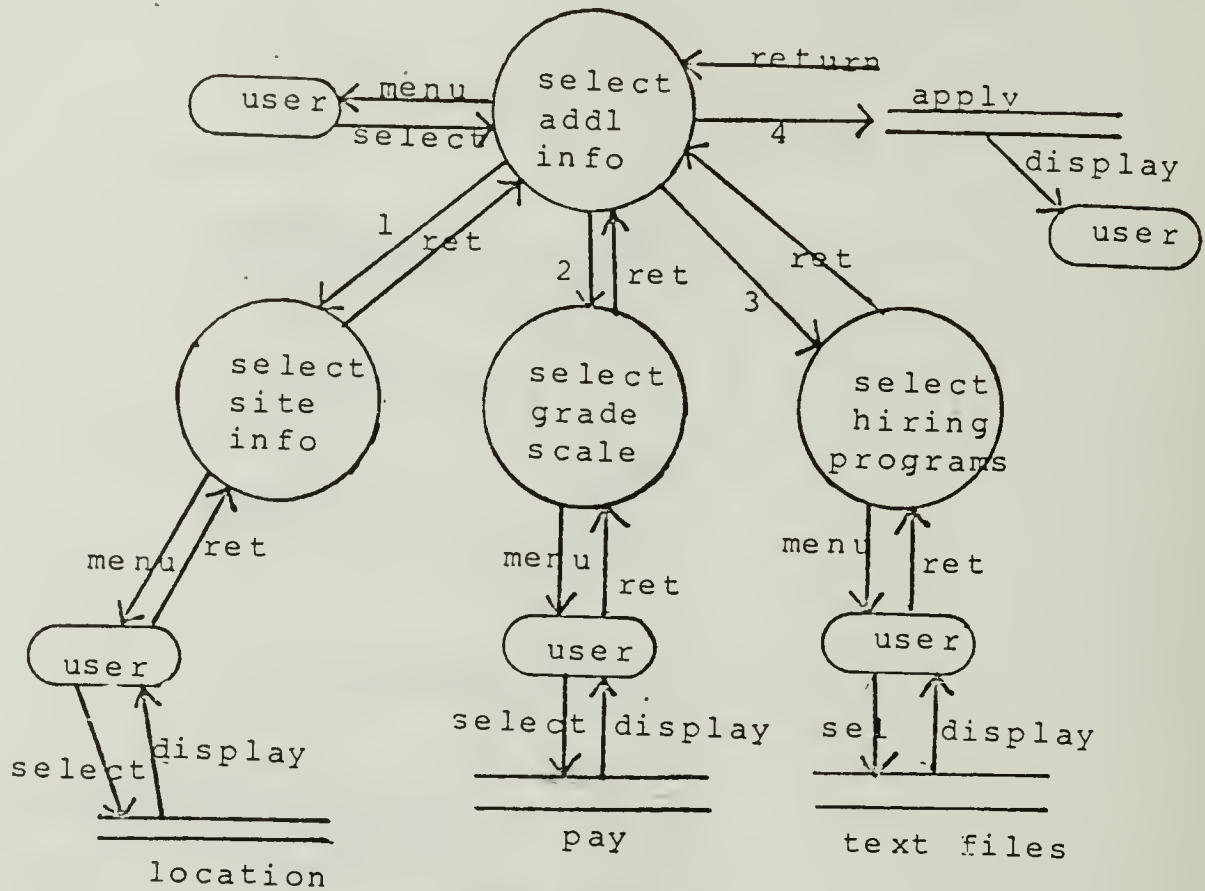 select
addl
info
return
user
menu
select
apply
4
display
user
1
ret
2
ret
3
ret
select
site
info
select
grade
scale
select
hiring
programs
menu
ret
menu
ret
menu
ret
user
user
user
select
display
select
display
sel
display
location
pay
text files